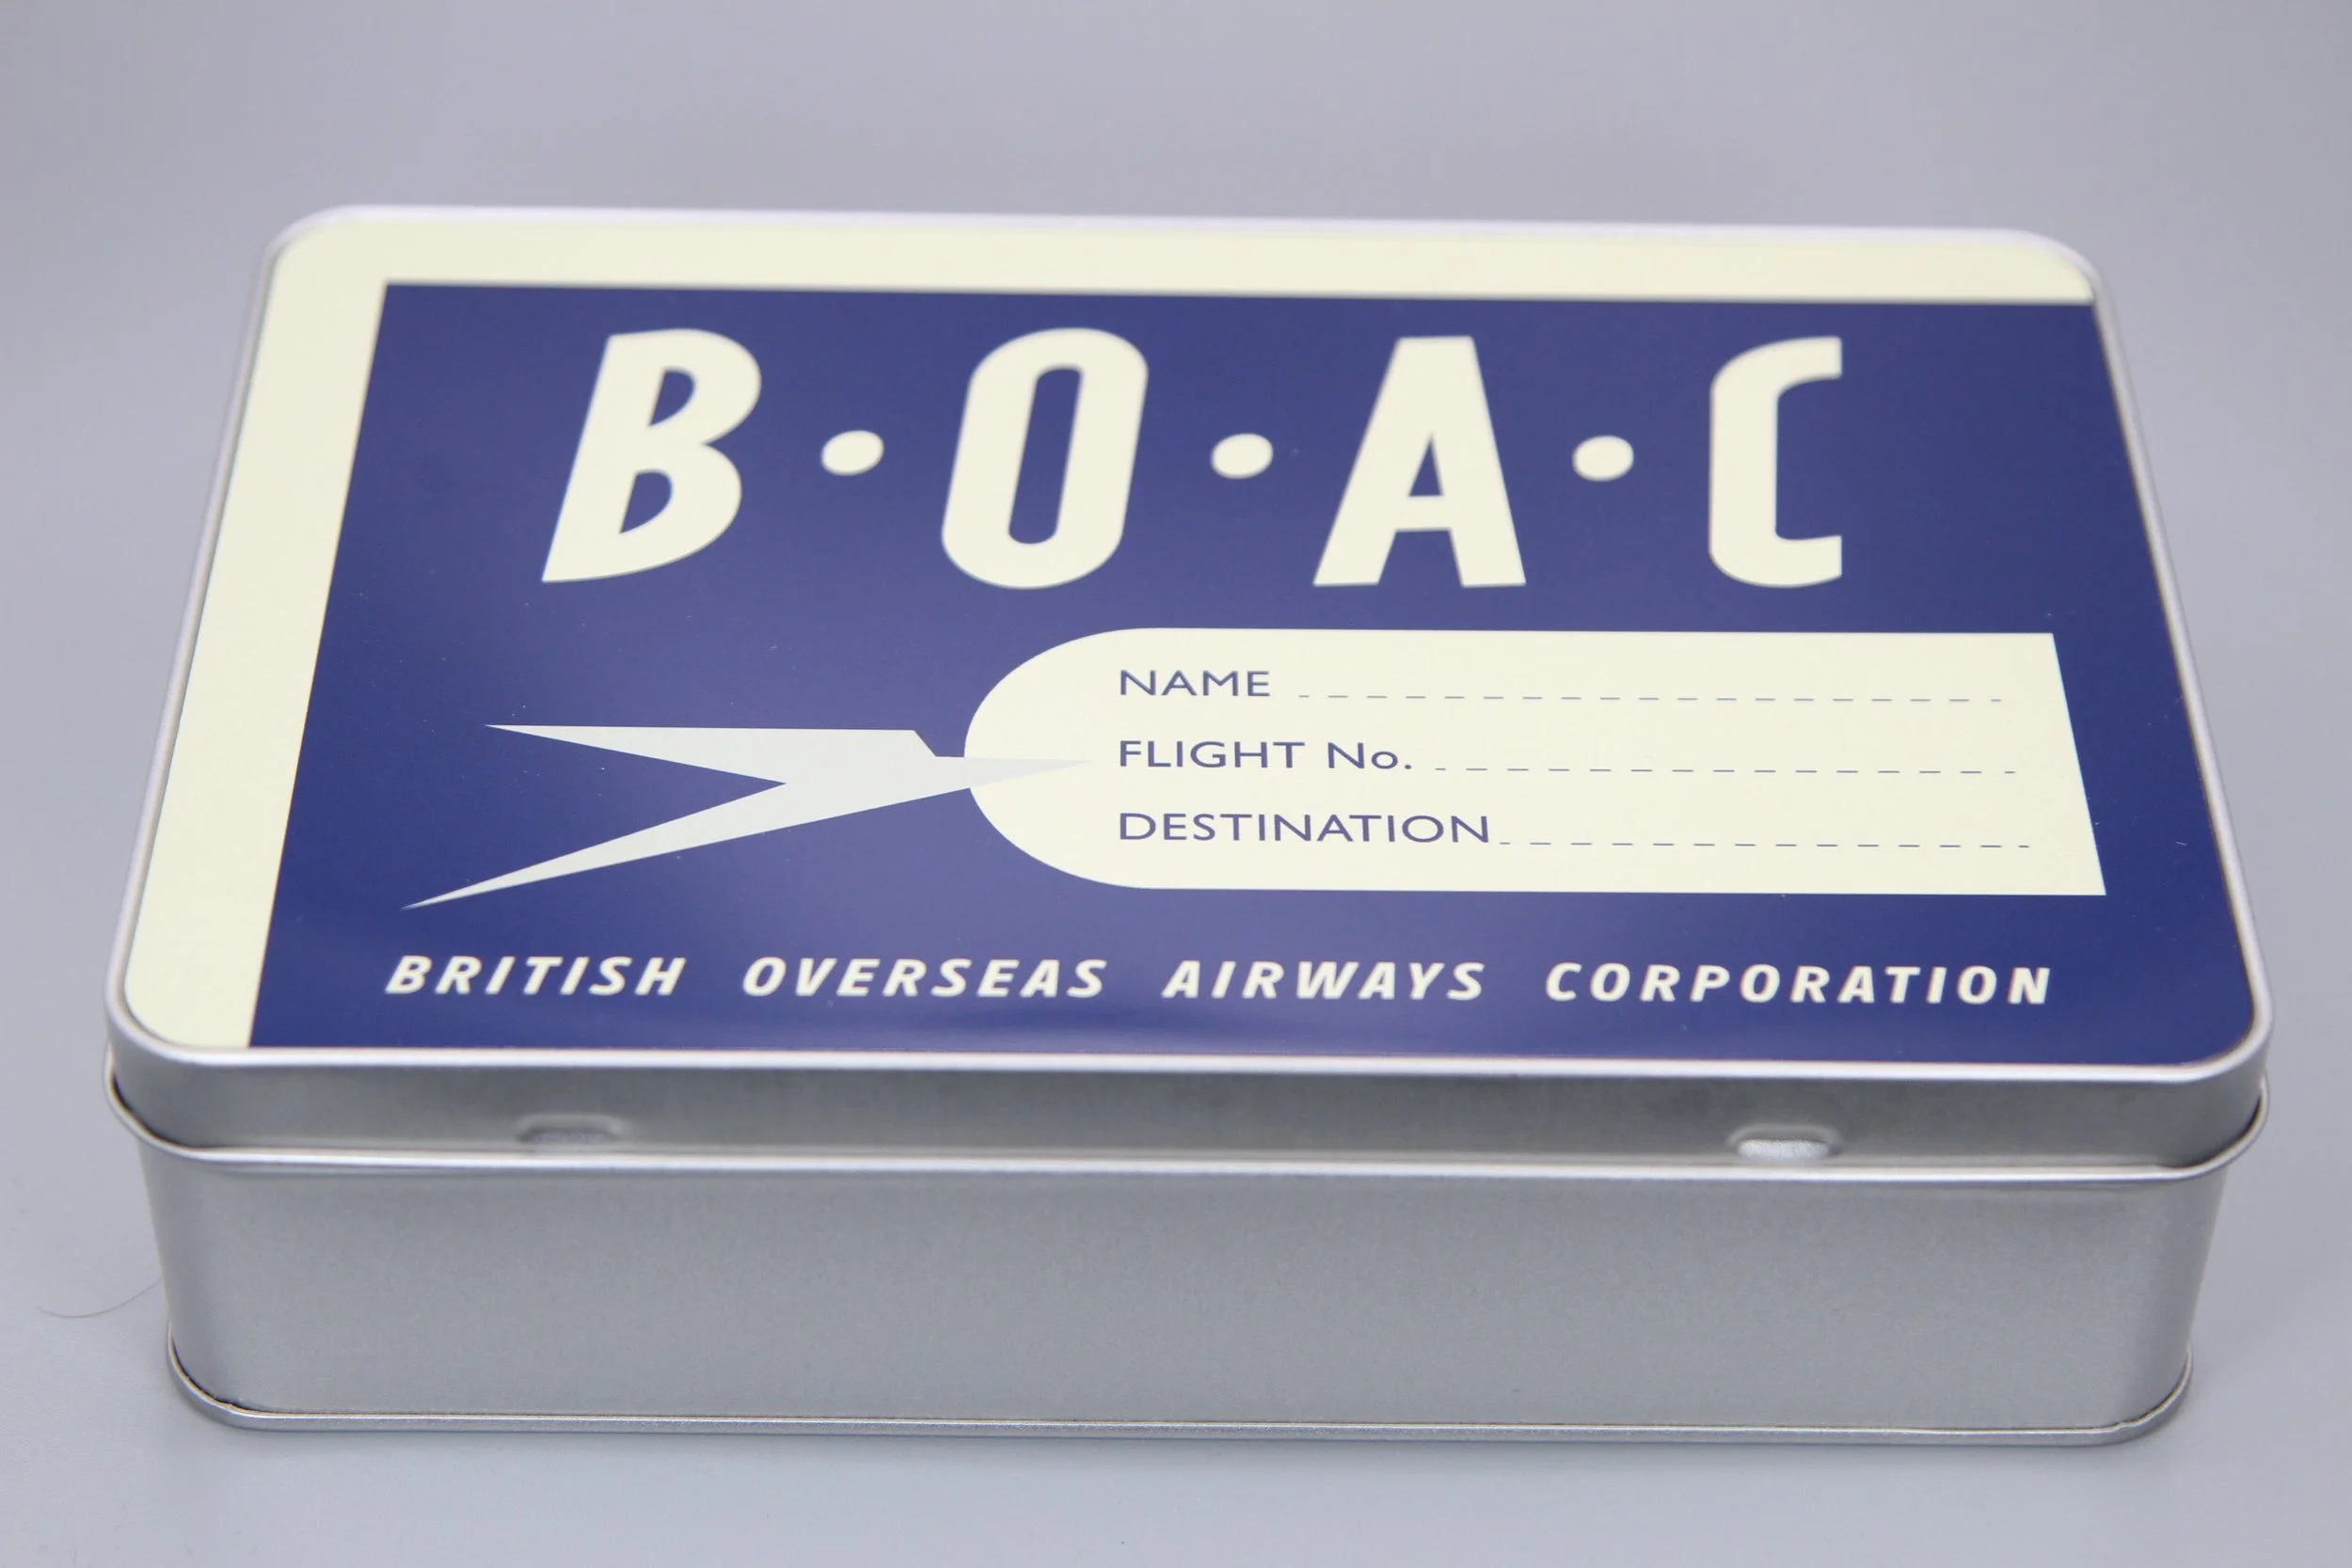 B·O·A·C
NAME
FLIGHT No.
DESTINATION
BRITISH OVERSEAS AIRWAYS CORPORATION